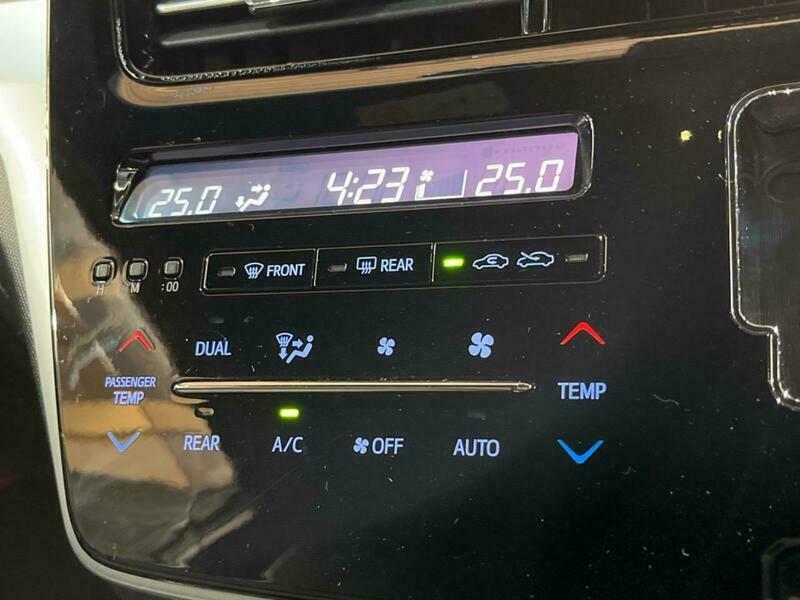 25.0 4:23 25.0
FRONT REAR
H M :00
DUAL
PASSENGER
TEMP
TEMP
REAR A/C OFF AUTO